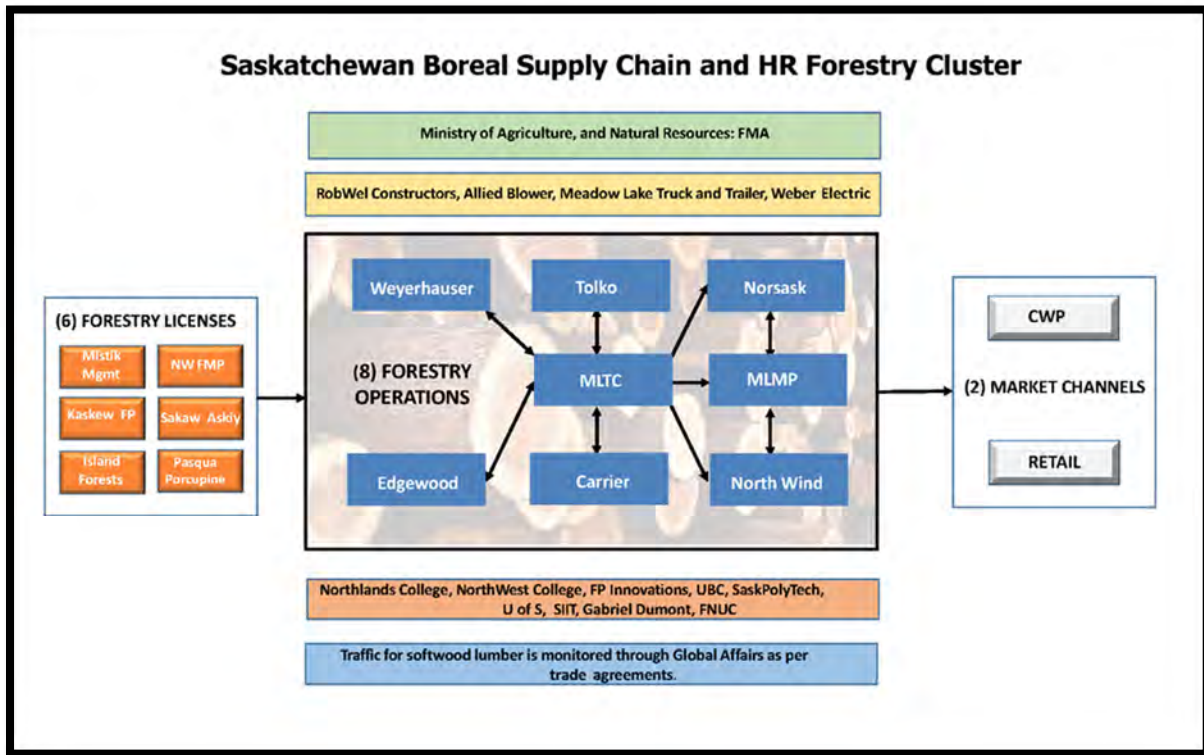 Saskatchewan Boreal Supply Chain and HR Forestry Cluster
Ministry of Agriculture, and Natural Resources: FMA
RobWel Constructors, Allied Blower, Meadow Lake Truck and Trailer, Weber Electric
(6) FORESTRY LICENSES
Mistik
Mgmt
NW FMP
Kaskew FP
Sakaw Askiy
Island
Forests
Pasqua
Porcupine
Weyerhauser
Tolko
Norsask
(8) FORESTRY
OPERATIONS
MLTC
MLMP
Edgewood
Carrier
North Wind
CWP
(2) MARKET CHANNELS
RETAIL
Northlands College, NorthWest College, FP Innovations, UBC, SaskPolyTech,
U of S, SIIT, Gabriel Dumont, FNUC
Traffic for softwood lumber is monitored through Global Affairs as per
trade agreements.